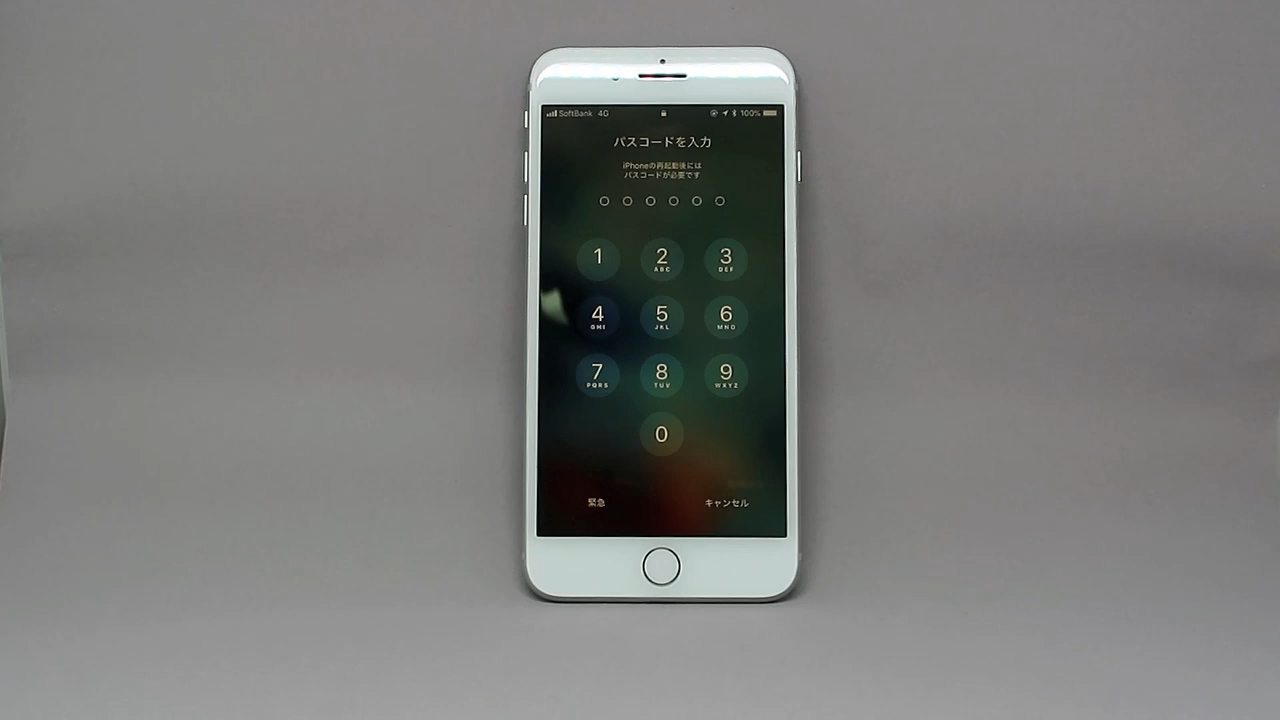 SoftBank 4G 100%
パスコードを入力
iPhoneの再起動後には
パスコードが必要です
1 2 3
ABC DEF
4 5 6
GHI JKL MNO
7 8 9
PQRS TUV WXYZ
0
緊急 キャンセル